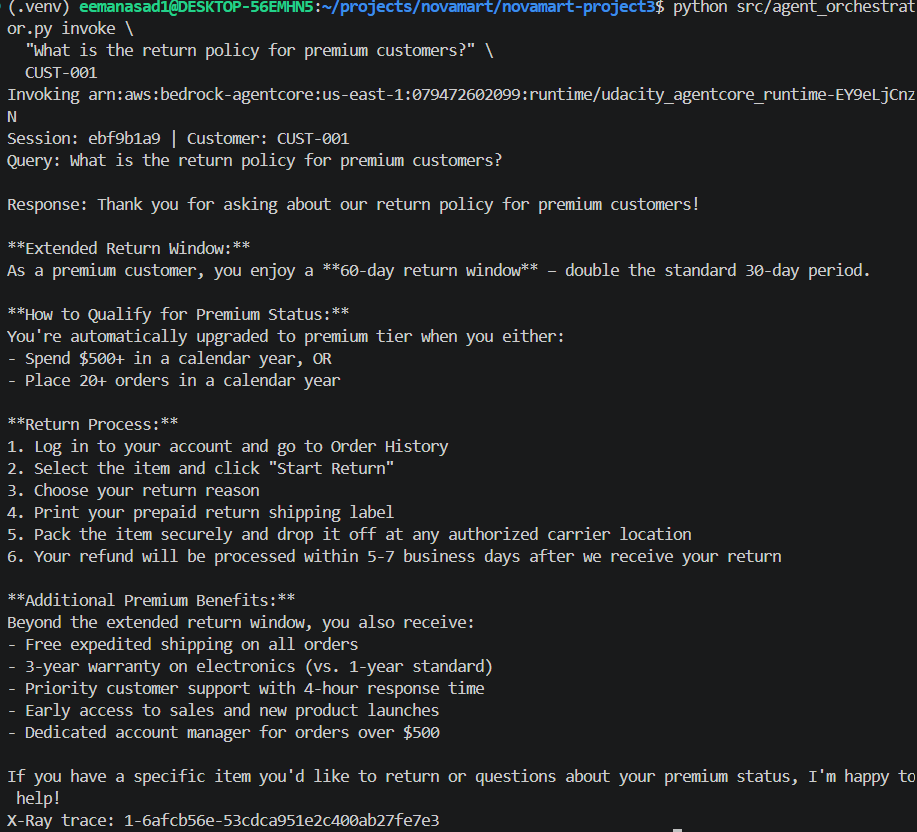 (.venv) eemanasad1@DESKTOP-56EMHN5:~/projects/novamart/novamart-project3$ python src/agent_orchestrat
or.py invoke \
  "What is the return policy for premium customers?" \
  CUST-001
Invoking arn:aws:bedrock-agentcore:us-east-1:079472602099:runtime/udacity_agentcore_runtime-EY9eLjCnz
N
Session: ebf9b1a9 | Customer: CUST-001
Query: What is the return policy for premium customers?

Response: Thank you for asking about our return policy for premium customers!

**Extended Return Window:**
As a premium customer, you enjoy a **60-day return window** – double the standard 30-day period.

**How to Qualify for Premium Status:**
You're automatically upgraded to premium tier when you either:
- Spend $500+ in a calendar year, OR
- Place 20+ orders in a calendar year

**Return Process:**
1. Log in to your account and go to Order History
2. Select the item and click "Start Return"
3. Choose your return reason
4. Print your prepaid return shipping label
5. Pack the item securely and drop it off at any authorized carrier location
6. Your refund will be processed within 5-7 business days after we receive your return

**Additional Premium Benefits:**
Beyond the extended return window, you also receive:
- Free expedited shipping on all orders
- 3-year warranty on electronics (vs. 1-year standard)
- Priority customer support with 4-hour response time
- Early access to sales and new product launches
- Dedicated account manager for orders over $500

If you have a specific item you'd like to return or questions about your premium status, I'm happy to
 help!
X-Ray trace: 1-6afcb56e-53cdca951e2c400ab27fe7e3